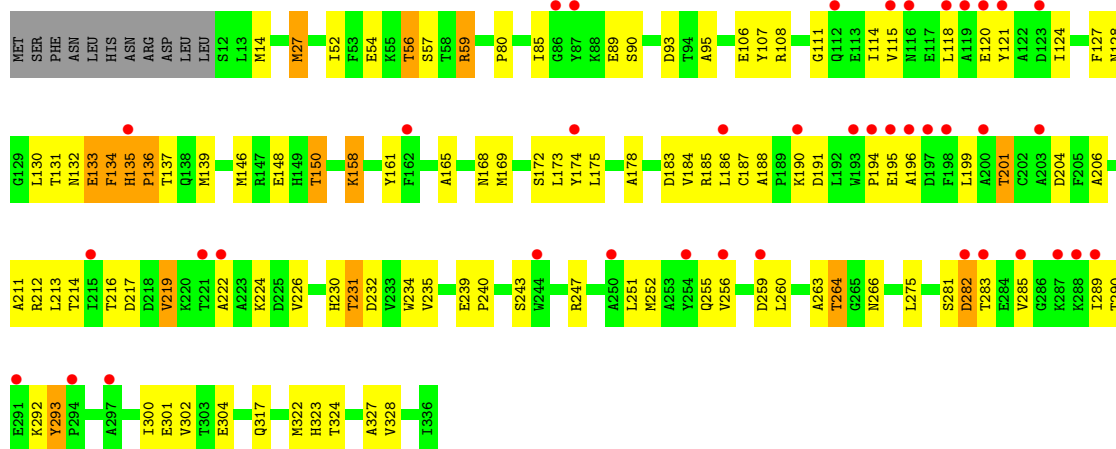 MET SER PHE ASN LEU HIS ASN ARG ASP LEU LEU S12 L13 M14 M27 I52 F53 E54 K55 T56 S57 T58 R59 P80 I85 G86 Y87 K88 E89 S90 D93 T94 A95 E106 Y107 R108 G111 Q112 E113 I114 V115 N116 E117 L118 A119 E120 Y121 A122 D123 I124 F127
G129 L130 T131 N132 E133 F134 H135 P136 T137 Q138 M139 M146 R147 E148 H149 T150 K158 Y161 F162 A165 N168 M169 S172 L173 Y174 L175 A178 D183 V184 R185 L186 C187 A188 P189 K190 D191 L192 W193 P194 E195 A196 D197 F198 L199 A200 T201 C202 A203 D204 F205 A206
A211 R212 L213 T214 I215 T216 D217 D218 V219 K220 T221 A222 A223 K224 D225 V226 H230 T231 D232 V233 W234 V235 E239 P240 S243 W244 R247 A250 L251 M252 A253 Y254 Q255 V256 D259 L260 A263 T264 G265 N266 L275 S281 D282 T283 E284 V285 G286 K287 K288 I289
E291 K292 Y293 P294 A297 I300 E301 V302 T303 E304 Q317 M322 H323 T324 A327 V328 I336